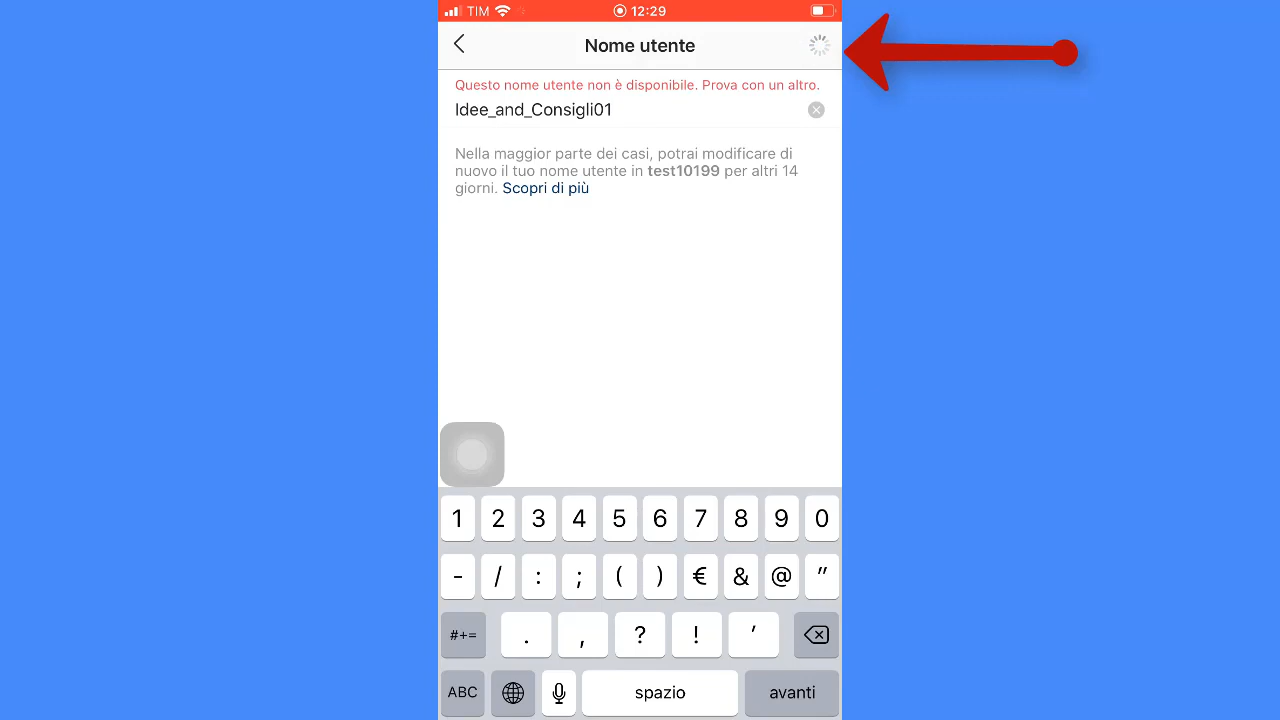 TIM 12:29
Nome utente
Questo nome utente non è disponibile. Prova con un altro.
Idee_and_Consigli01
Nella maggior parte dei casi, potrai modificare di
nuovo il tuo nome utente in test10199 per altri 14
giorni. Scopri di più
1 2 3 4 5 6 7 8 9 0
- / : ; ( ) € & @ "
#+= . , ? ! ’
ABC spazio avanti